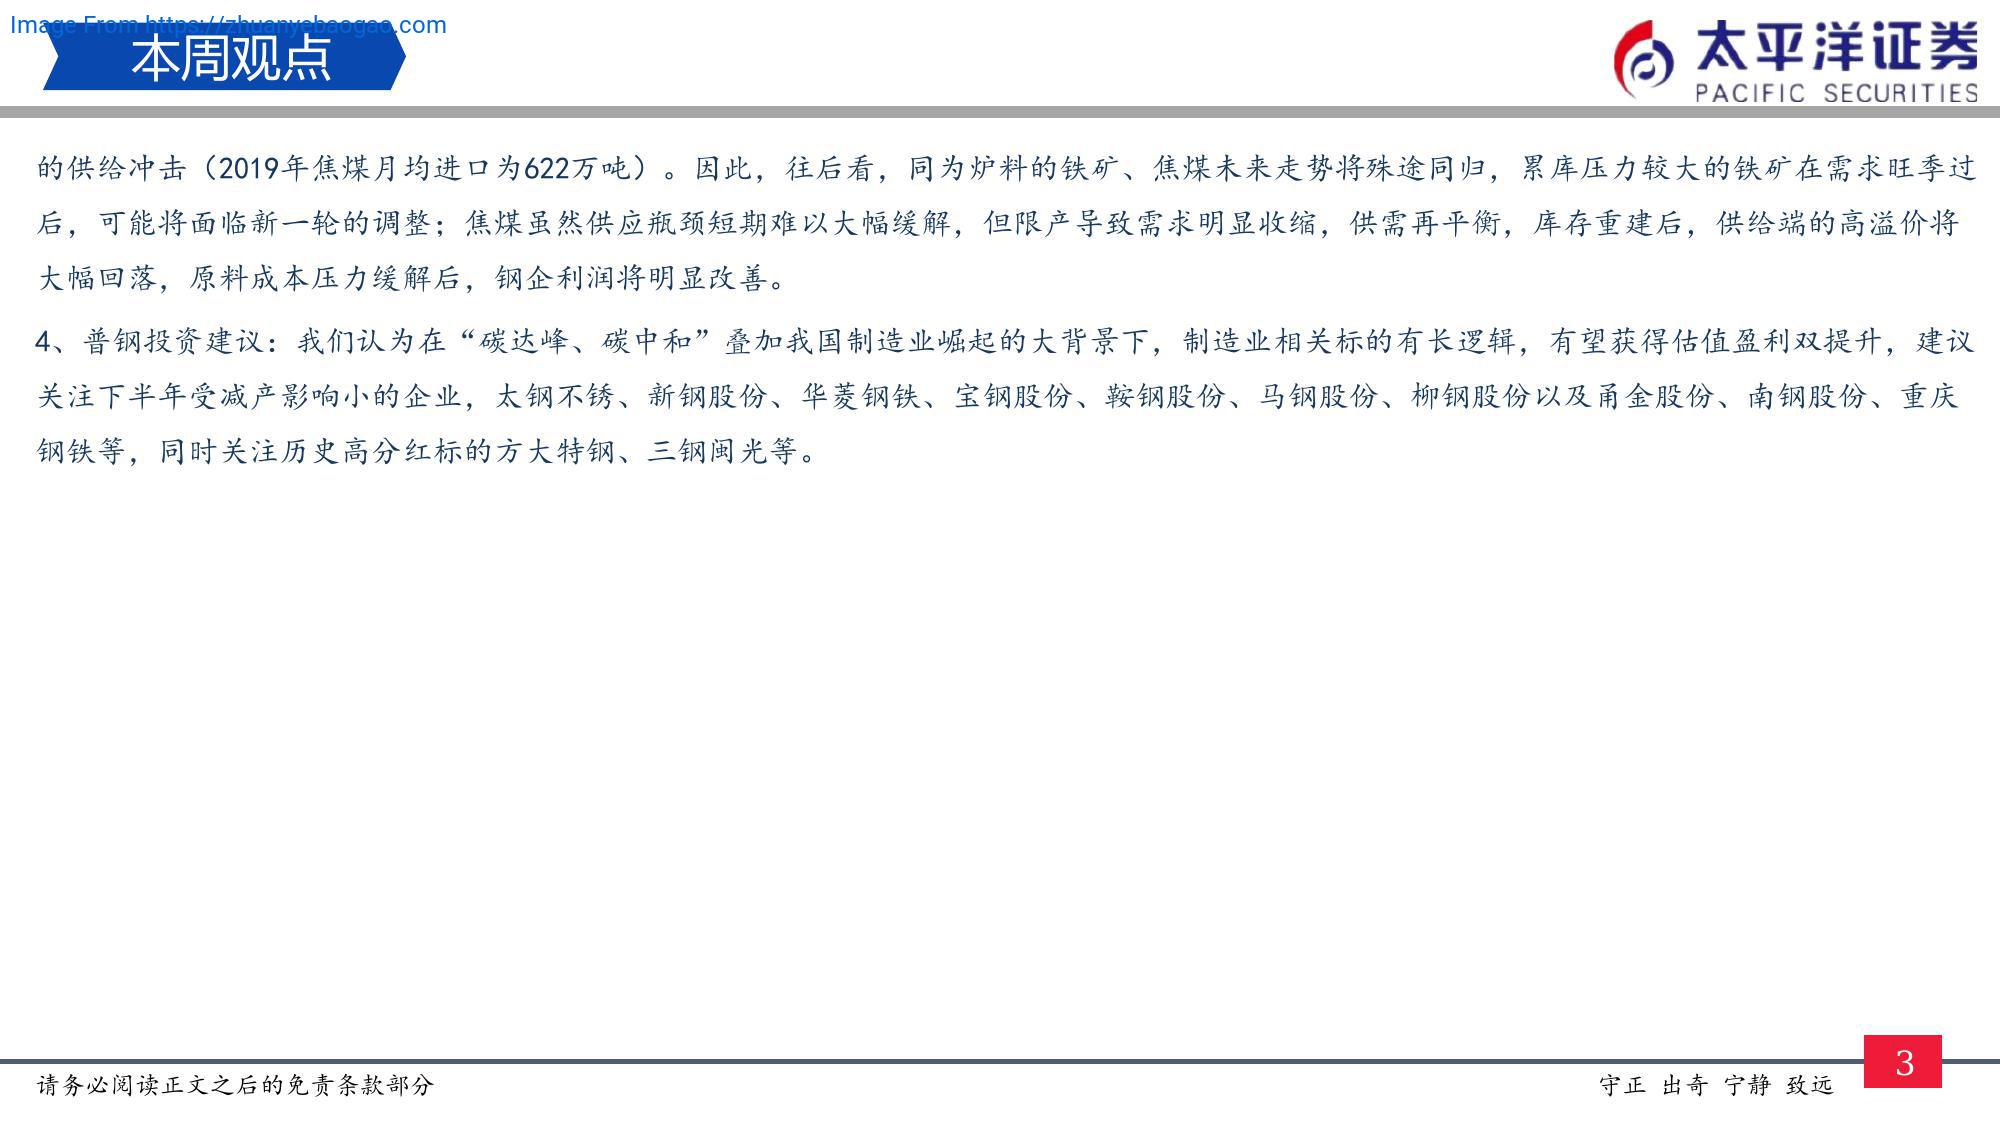 Image From https://zhuanyebaogao.com
本周观点
太平洋证券
PACIFIC SECURITIES
的供给冲击（2019年焦煤月均进口为622万吨）。因此，往后看，同为炉料的铁矿、焦煤未来走势将殊途同归，累库压力较大的铁矿在需求旺季过
后，可能将面临新一轮的调整；焦煤虽然供应瓶颈短期难以大幅缓解，但限产导致需求明显收缩，供需再平衡，库存重建后，供给端的高溢价将
大幅回落，原料成本压力缓解后，钢企利润将明显改善。
4、普钢投资建议：我们认为在“碳达峰、碳中和”叠加我国制造业崛起的大背景下，制造业相关标的有长逻辑，有望获得估值盈利双提升，建议
关注下半年受减产影响小的企业，太钢不锈、新钢股份、华菱钢铁、宝钢股份、鞍钢股份、马钢股份、柳钢股份以及甬金股份、南钢股份、重庆
钢铁等，同时关注历史高分红标的方大特钢、三钢闽光等。
请务必阅读正文之后的免责条款部分
守正 出奇 宁静 致远
3